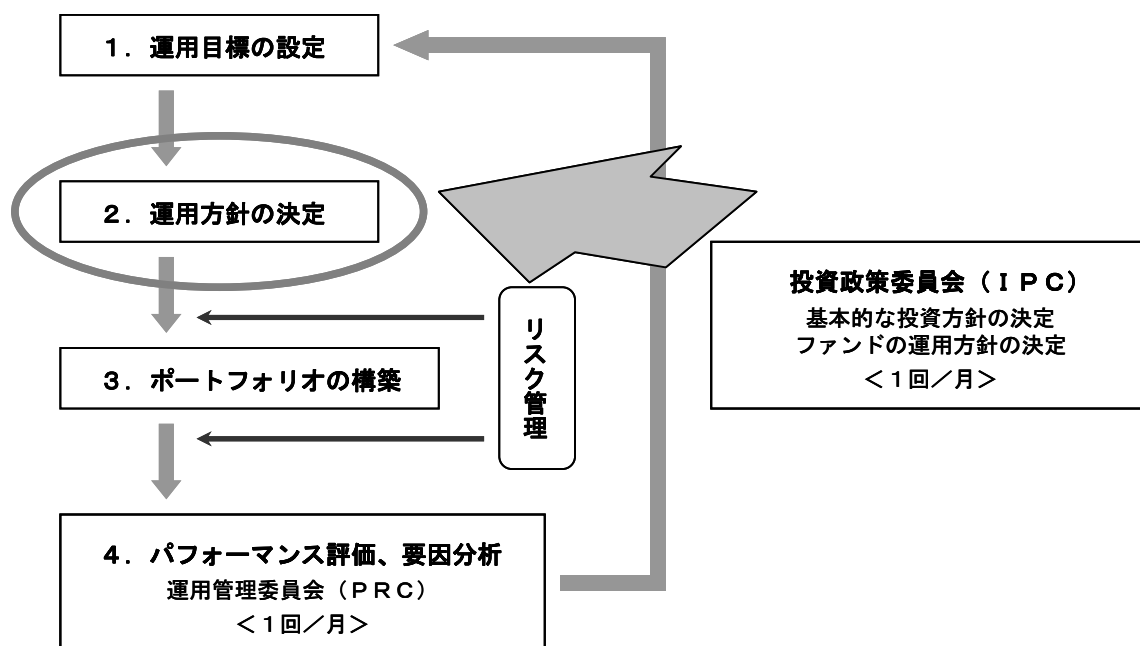 １．運用目標の設定
２．運用方針の決定
３．ポートフォリオの構築
４．パフォーマンス評価、要因分析
運用管理委員会（ＰＲＣ）
＜１回／月＞
リスク管理
投資政策委員会（ＩＰＣ）
基本的な投資方針の決定
ファンドの運用方針の決定
＜１回／月＞